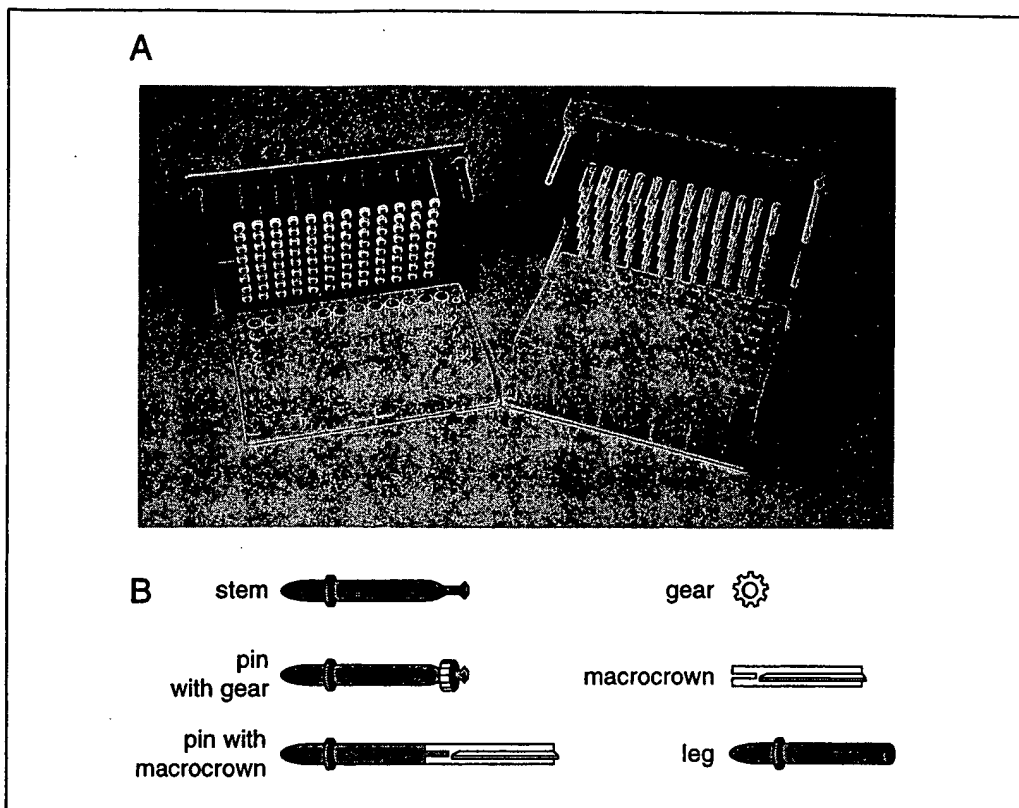 A
B
stem
gear
pin
with gear
macrocrown
pin with
macrocrown
leg